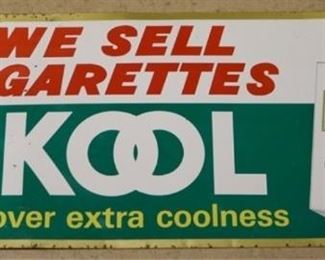 WE SELL
GARETTES
KOOL
over extra coolness